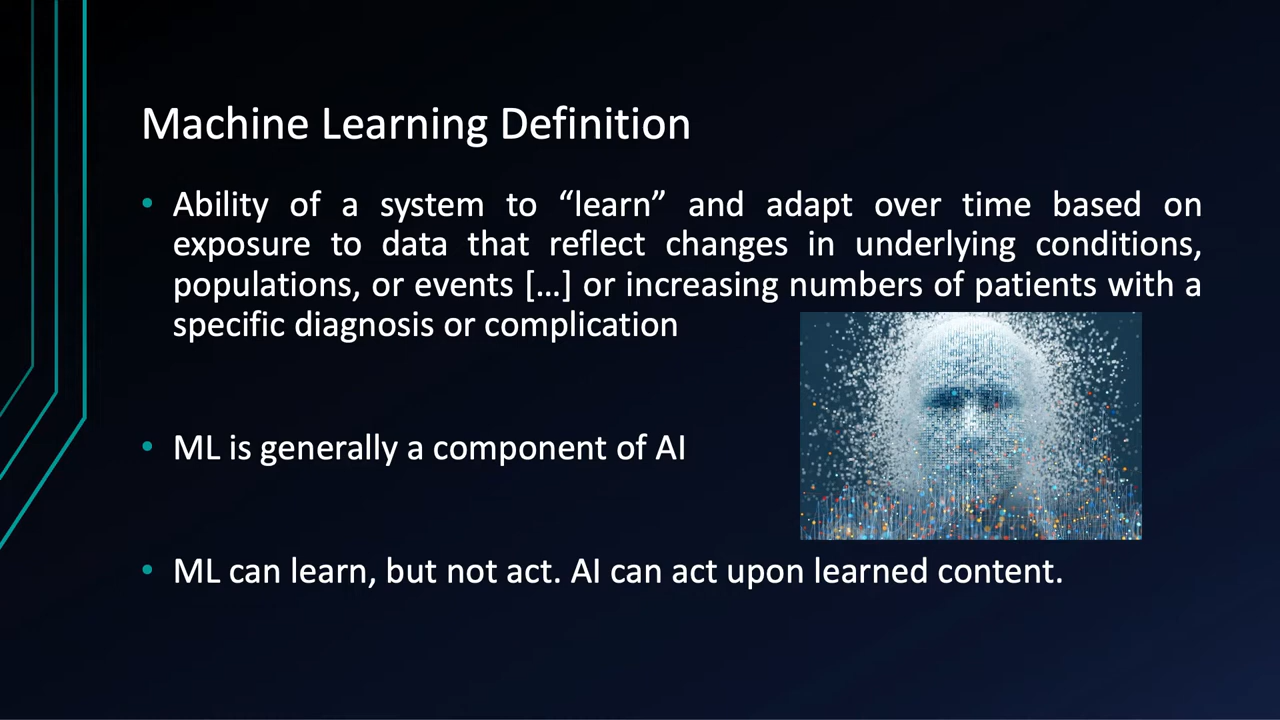 Machine Learning Definition
• Ability of a system to “learn” and adapt over time based on
exposure to data that reflect changes in underlying conditions,
populations, or events [...] or increasing numbers of patients with a
specific diagnosis or complication
• ML is generally a component of AI
• ML can learn, but not act. AI can act upon learned content.